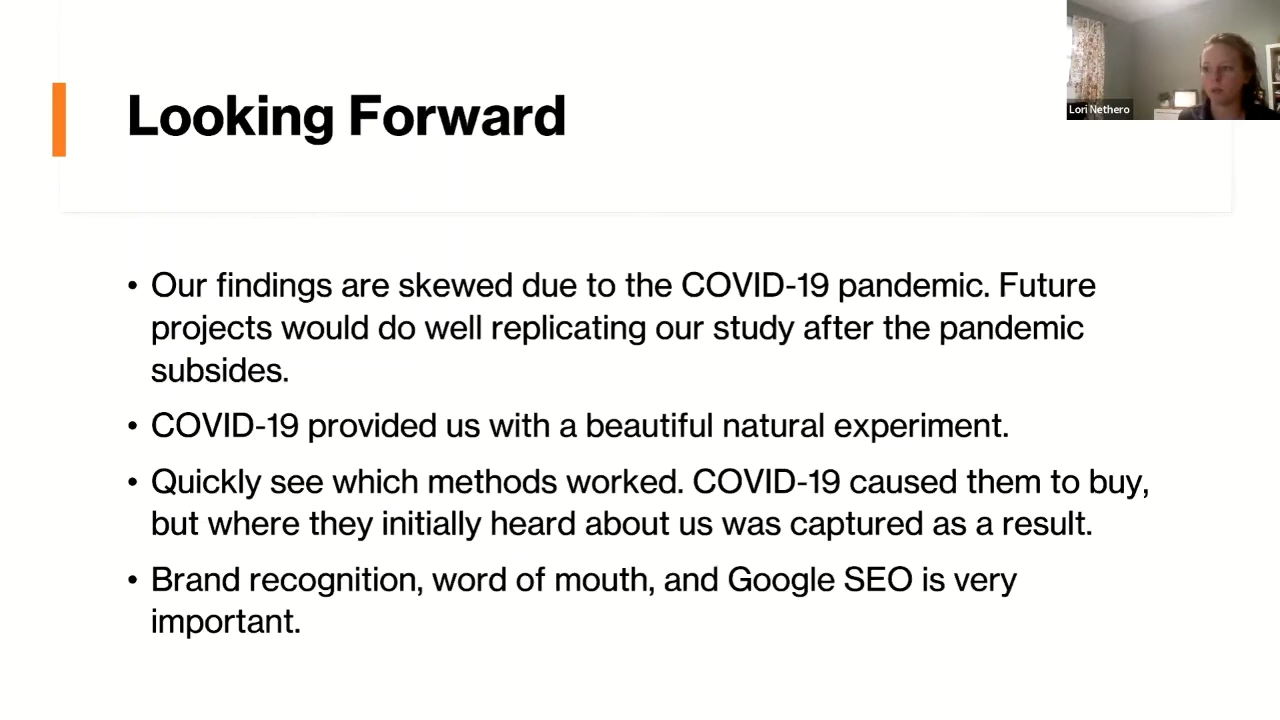 Looking Forward
Lori Nethero
• Our findings are skewed due to the COVID-19 pandemic. Future
projects would do well replicating our study after the pandemic
subsides.
• COVID-19 provided us with a beautiful natural experiment.
• Quickly see which methods worked. COVID-19 caused them to buy,
but where they initially heard about us was captured as a result.
• Brand recognition, word of mouth, and Google SEO is very
important.